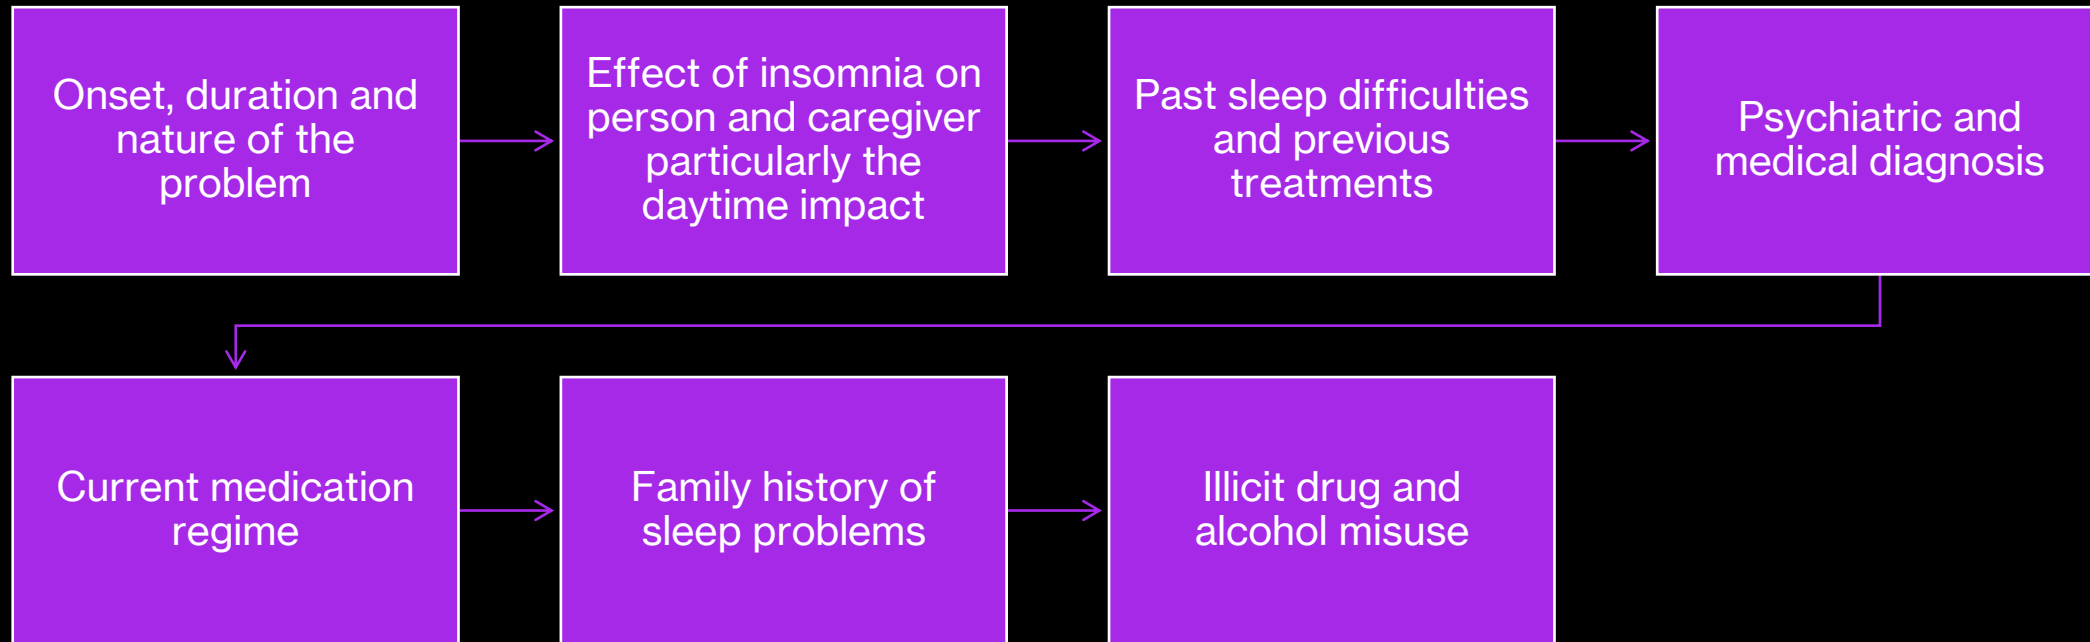 Onset, duration and
nature of the
problem
Effect of insomnia on
person and caregiver
particularly the
daytime impact
Past sleep difficulties
and previous
treatments
Psychiatric and
medical diagnosis
Current medication
regime
Family history of
sleep problems
Illicit drug and
alcohol misuse